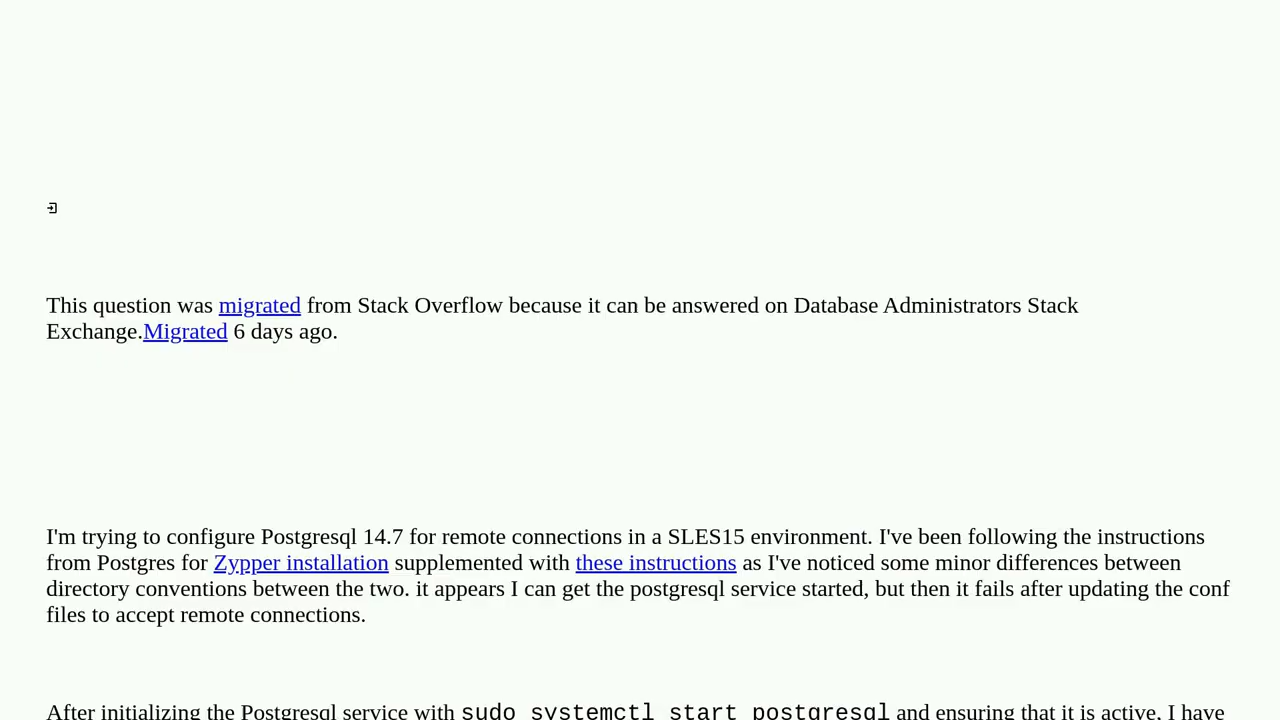 This question was migrated from Stack Overflow because it can be answered on Database Administrators Stack
Exchange.Migrated 6 days ago.
I'm trying to configure Postgresql 14.7 for remote connections in a SLES15 environment. I've been following the instructions
from Postgres for Zypper installation supplemented with these instructions as I've noticed some minor differences between
directory conventions between the two. it appears I can get the postgresql service started, but then it fails after updating the conf
files to accept remote connections.
After initializing the Postgresql service with sudo systemctl start postgresql and ensuring that it is active, I have